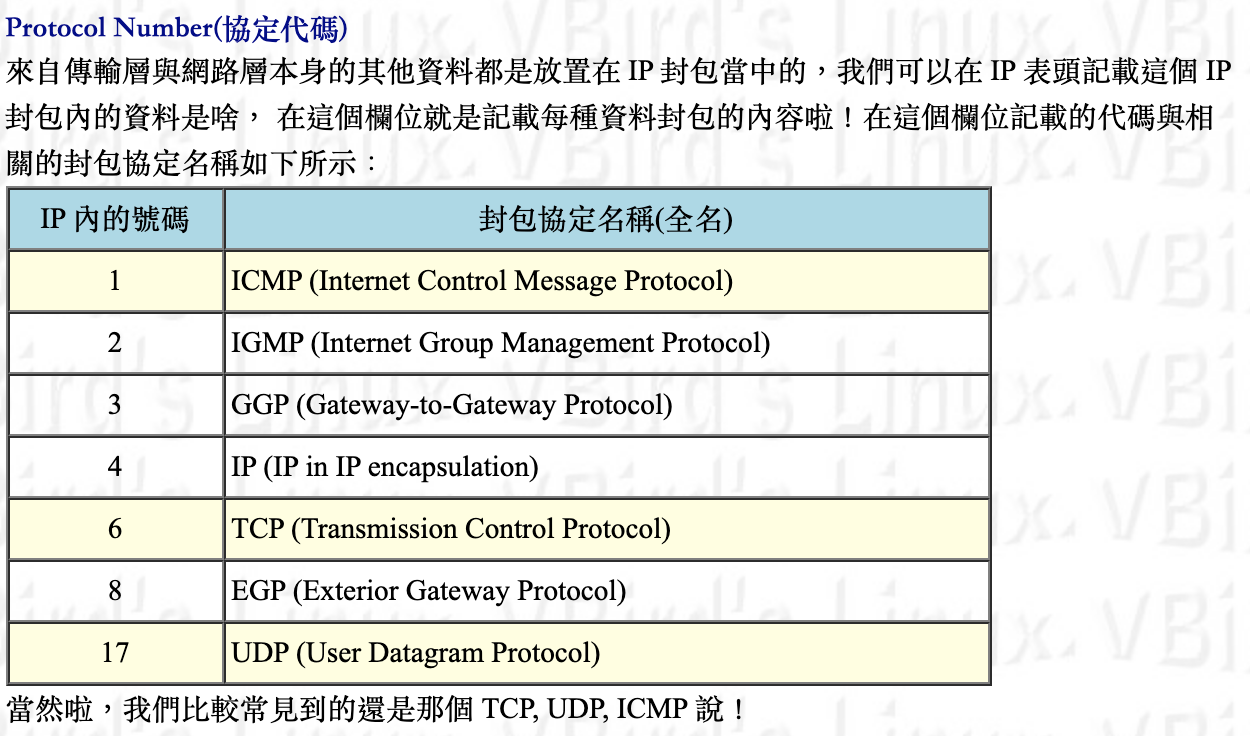 Protocol Number(協定代碼)
來自傳輸層與網路層本身的其他資料都是放置在 IP 封包當中的,我們可以在 IP 表頭記載這個 IP
封包內的資料是啥, 在這個欄位就是記載每種資料封包的內容啦!在這個欄位記載的代碼與相
關的封包協定名稱如下所示:
IP 內的號碼 封包協定名稱(全名)
1 ICMP (Internet Control Message Protocol)
2 IGMP (Internet Group Management Protocol)
3 GGP (Gateway-to-Gateway Protocol)
4 IP (IP in IP encapsulation)
6 TCP (Transmission Control Protocol)
8 EGP (Exterior Gateway Protocol)
17 UDP (User Datagram Protocol)
當然啦,我們比較常見到的還是那個 TCP, UDP, ICMP 說!